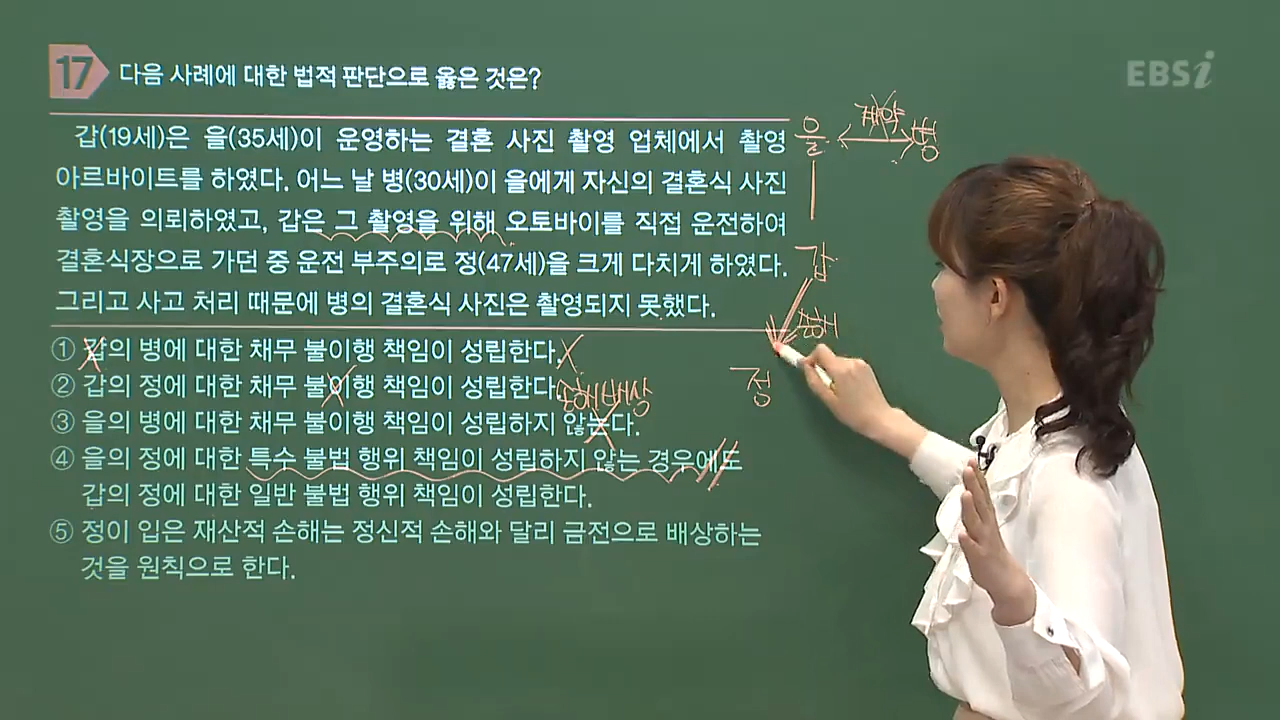 17 다음 사례에 대한 법적 판단으로 옳은 것은?
EBSi
갑(19세)은 을(35세)이 운영하는 결혼 사진 촬영 업체에서 촬영
아르바이트를 하였다. 어느 날 병(30세)이 을에게 자신의 결혼식 사진
촬영을 의뢰하였고, 갑은 그 촬영을 위해 오토바이를 직접 운전하여
결혼식장으로 가던 중 운전 부주의로 정(47세)을 크게 다치게 하였다.
그리고 사고 처리 때문에 병의 결혼식 사진은 촬영되지 못했다.
을 계약 병
갑
손해
정
① 갑의 병에 대한 채무 불이행 책임이 성립한다.
② 갑의 정에 대한 채무 불이행 책임이 성립한다.
손해배상
③ 을의 병에 대한 채무 불이행 책임이 성립하지 않는다.
④ 을의 정에 대한 특수 불법 행위 책임이 성립하지 않는 경우에도
갑의 정에 대한 일반 불법 행위 책임이 성립한다.
⑤ 정이 입은 재산적 손해는 정신적 손해와 달리 금전으로 배상하는
것을 원칙으로 한다.